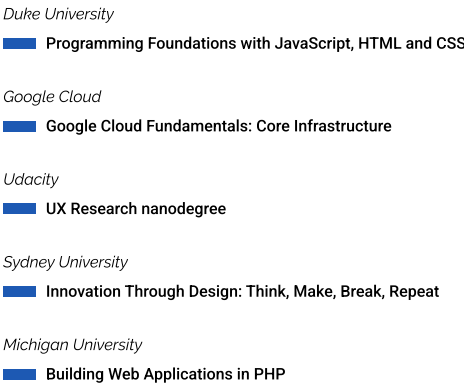 Duke University
Programming Foundations with JavaScript, HTML and CSS
Google Cloud
Google Cloud Fundamentals: Core Infrastructure
Udacity
UX Research nanodegree
Sydney University
Innovation Through Design: Think, Make, Break, Repeat
Michigan University
Building Web Applications in PHP